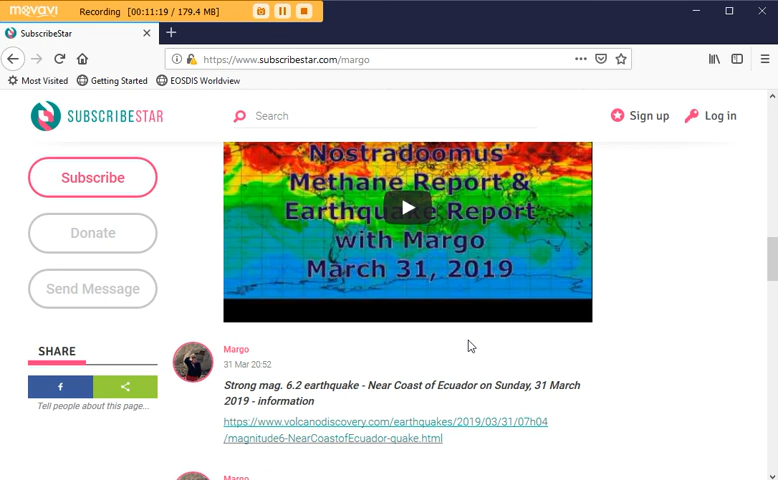 movavi Recording [00:11:19 / 179.4 MB]
SubscribeStar
https://www.subscribestar.com/margo
Most Visited Getting Started EOSDIS Worldview
SUBSCRIBESTAR Search Sign up Log in
Subscribe
Donate
Send Message
SHARE
Tell people about this page...
Nostradoomus'
Methane Report &
Earthquake Report
with Margo
March 31, 2019
Margo
31 Mar 20:52
Strong mag. 6.2 earthquake - Near Coast of Ecuador on Sunday, 31 March
2019 - information
https://www.volcanodiscovery.com/earthquakes/2019/03/31/07h04
/magnitude6-NearCoastofEcuador-quake.html
Margo